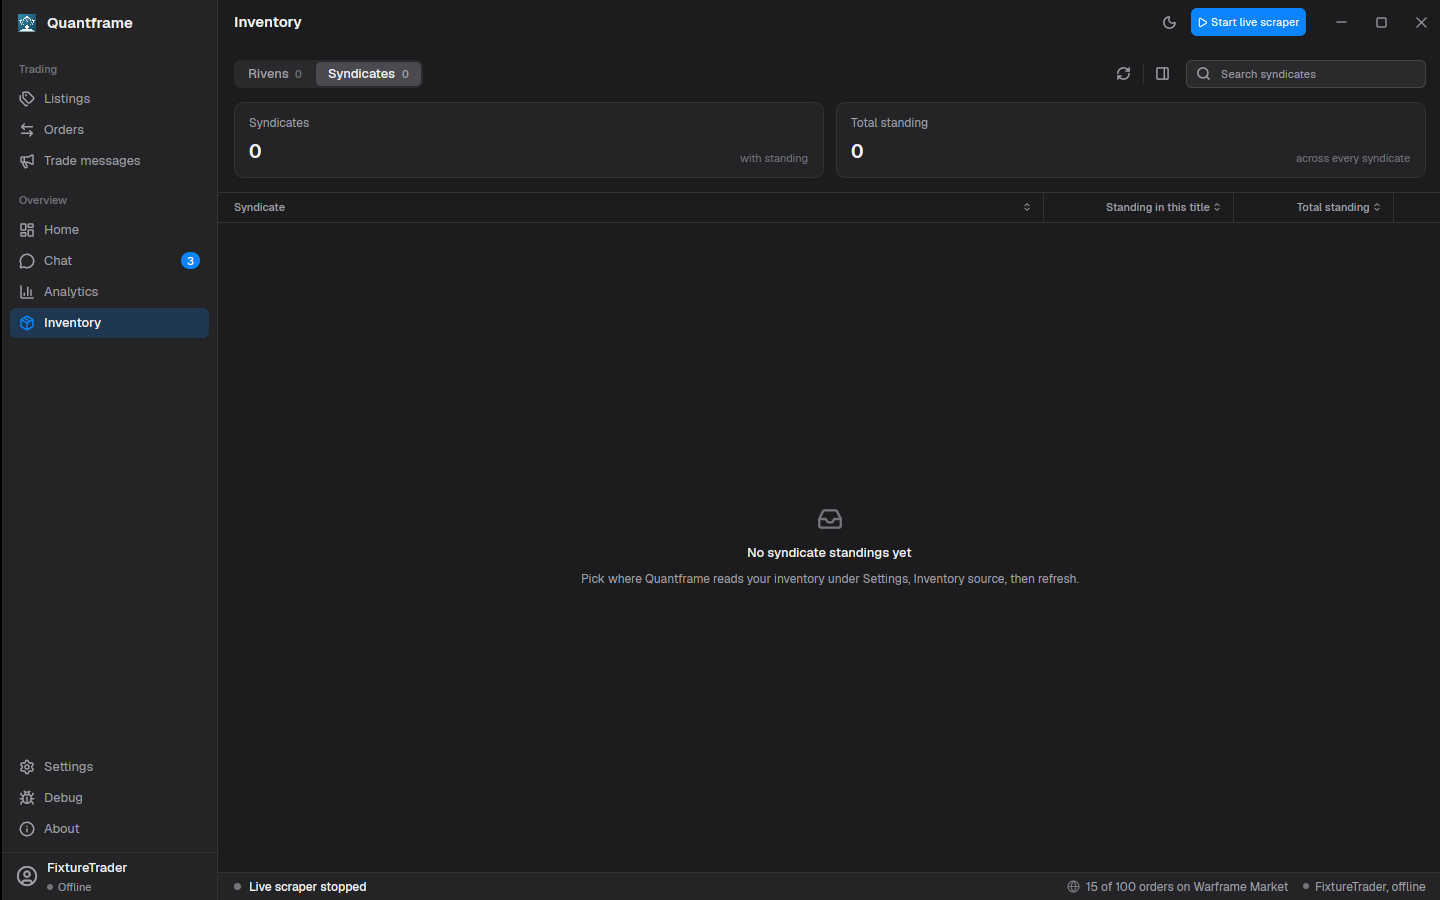 Quantframe
Inventory
Start live scraper
Trading
Listings
Orders
Trade messages
Overview
Home
Chat 3
Analytics
Inventory
Settings
Debug
About
FixtureTrader
Offline
Rivens 0
Syndicates 0
Search syndicates
Syndicates
0
with standing
Total standing
0
across every syndicate
Syndicate
Standing in this title
Total standing
No syndicate standings yet
Pick where Quantframe reads your inventory under Settings, Inventory source, then refresh.
Live scraper stopped
15 of 100 orders on Warframe Market
FixtureTrader, offline